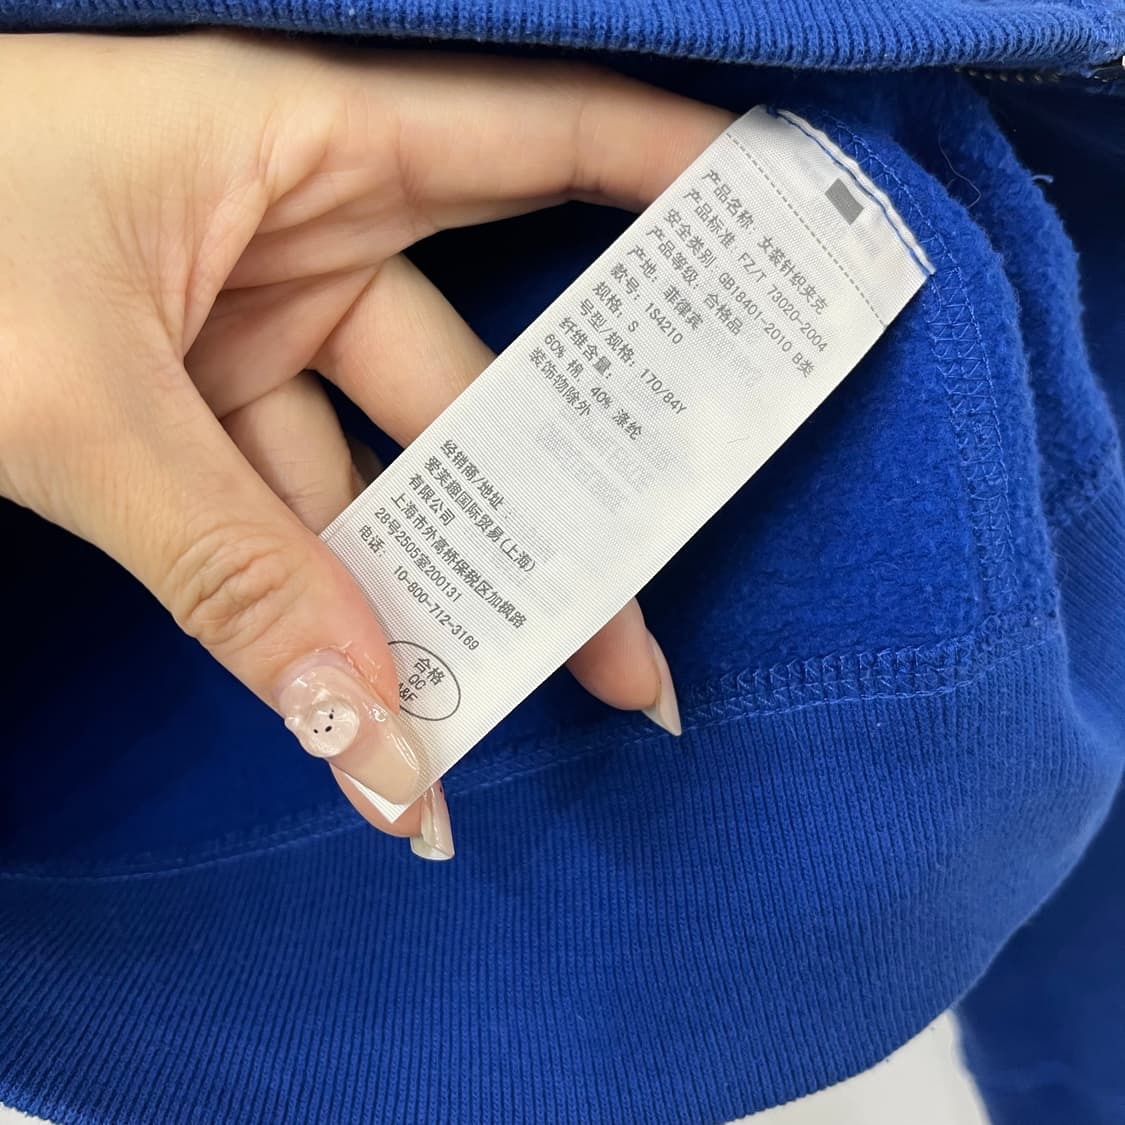 产品名称: 女装针织夹克
产品标准 FZ/T 73020-2004
安全类别: GB18401-2010 B类
产品等级: 合格品
产地: 菲律宾
款号: 1S4210
规格: S
号型/规格: 170/84Y
纤维含量:
60% 棉, 40% 涤纶
装饰物除外
经销商/地址:
爱芙趣国际贸易(上海)
有限公司
上海市外高桥保税区加枫路
28号2505室200131
电话: 10-800-712-3169
合格
QC
A&F